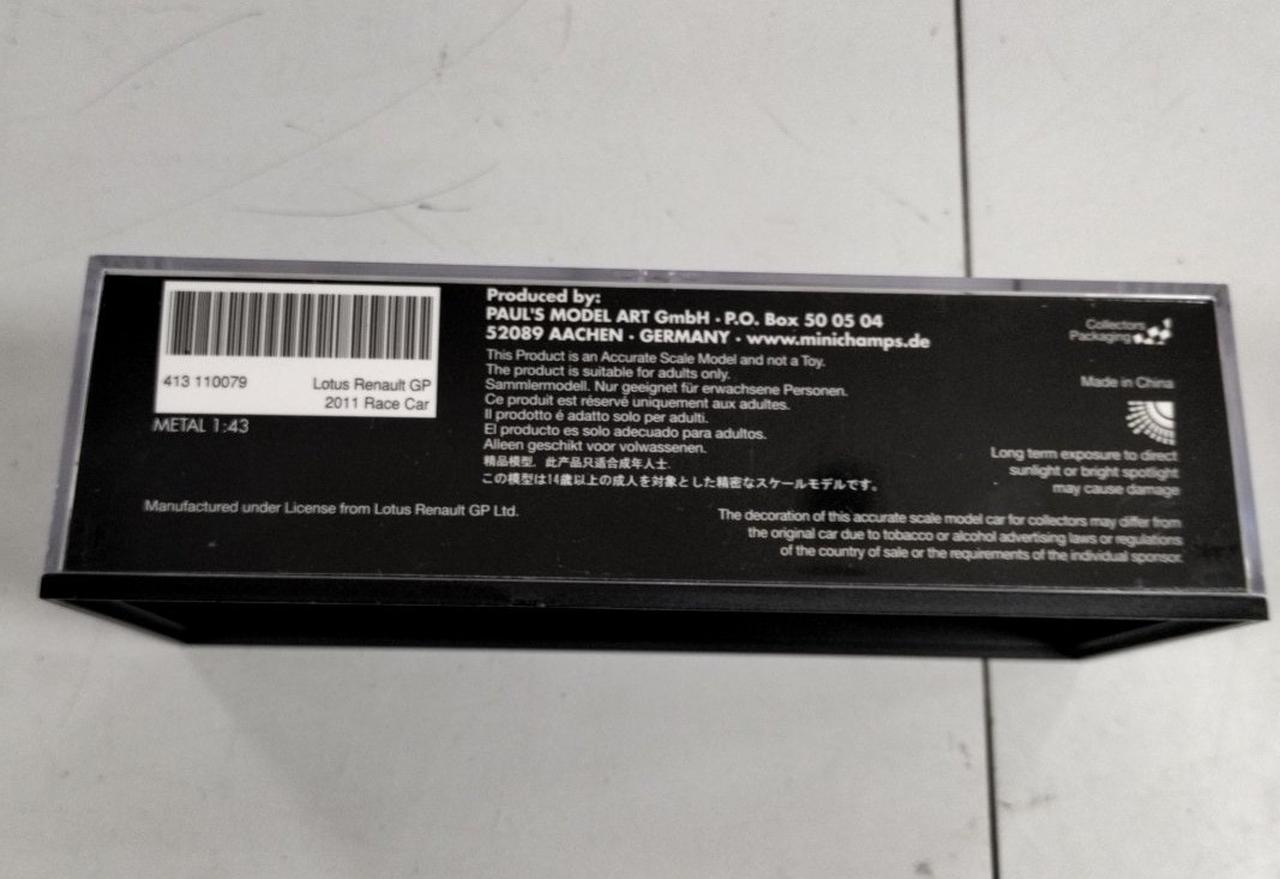 413 110079 Lotus Renault GP
2011 Race Car
METAL 1:43
Manufactured under License from Lotus Renault GP Ltd.
Produced by:
PAUL'S MODEL ART GmbH · P.O. Box 50 05 04
52089 AACHEN · GERMANY · www.minichamps.de
This Product is an Accurate Scale Model and not a Toy.
The product is suitable for adults only.
Sammlermodell. Nur geeignet für erwachsene Personen.
Ce produit est réservé uniquement aux adultes.
Il prodotto é adatto solo per adulti.
El producto es solo adecuado para adultos.
Alleen geschikt voor volwassenen.
精品模型, 此产品只适合成年人士.
この模型は14歳以上の成人を対象とした精密なスケールモデルです。
Collectors
Packaging
Made in China
Long term exposure to direct
sunlight or bright spotlight
may cause damage
The decoration of this accurate scale model car for collectors may differ from
the original car due to tobacco or alcohol advertising laws or regulations
of the country of sale or the requirements of the individual sponsor.